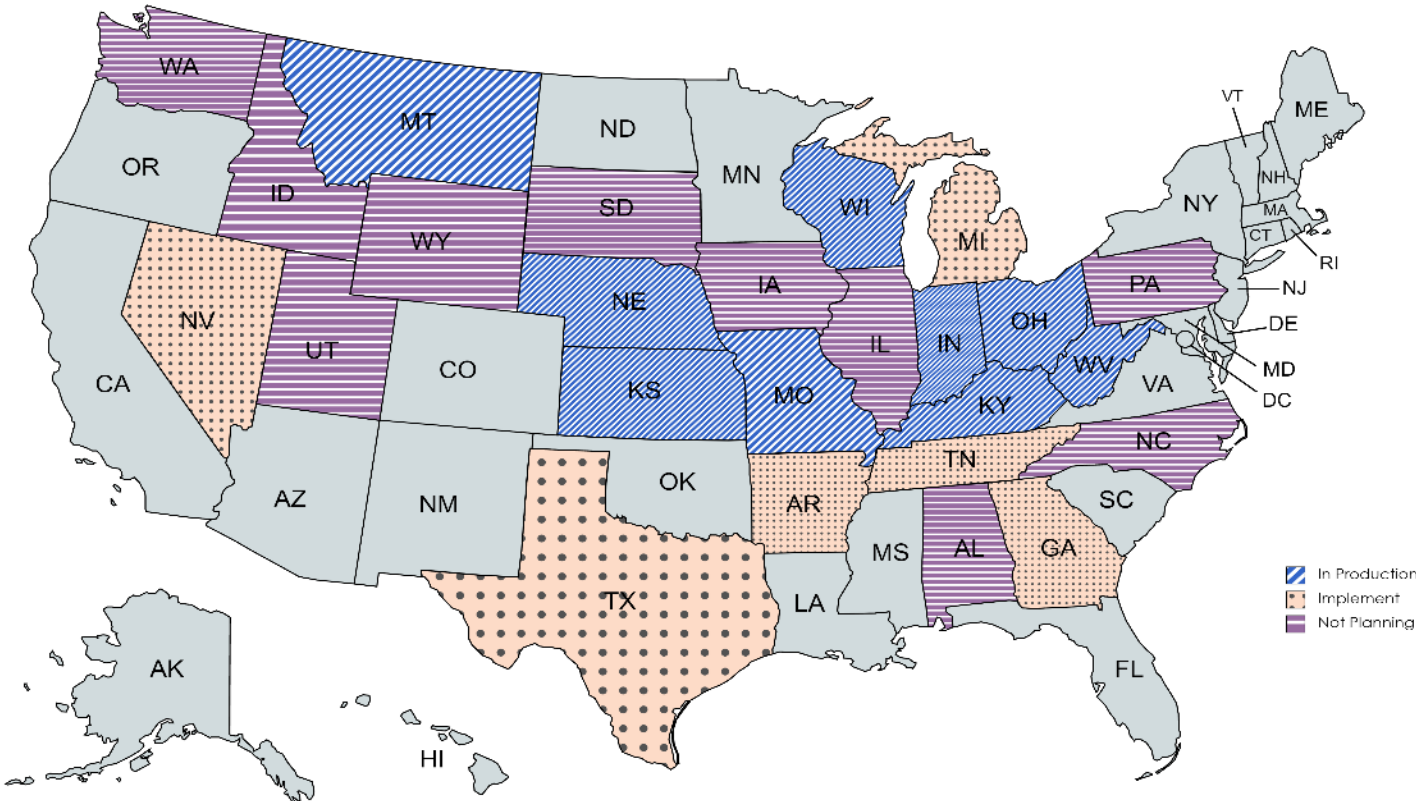 WA
MT
ND
MN
VT
ME
OR
ID
SD
WI
NH
NY
MA
WY
MI
CT
RI
NV
NE
IA
PA
NJ
UT
IL
IN
OH
DE
CA
CO
KS
MO
WV
MD
VA
KY
DC
NC
TN
AZ
NM
OK
AR
SC
MS
AL
GA
TX
LA
In Production
Implement
Not Planning
AK
FL
HI